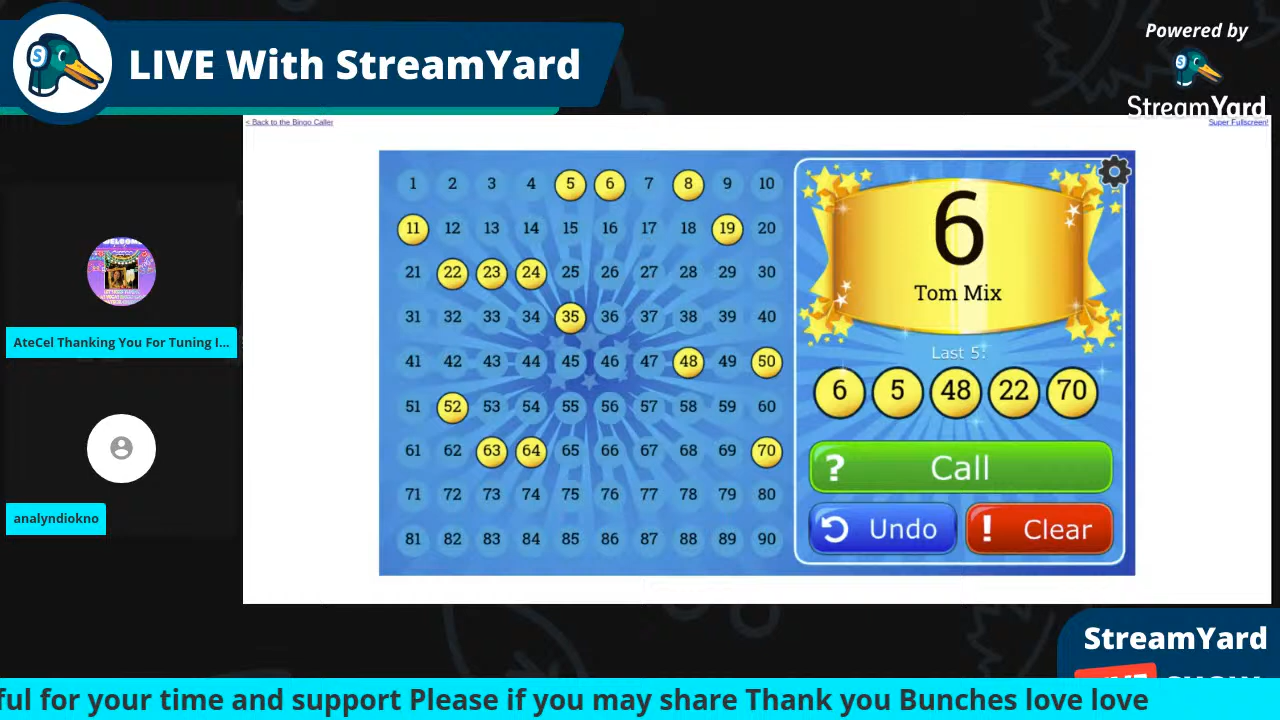 LIVE With StreamYard
Powered by
StreamYard
< Back to the Bingo Caller
Super Fullscreen!
1 2 3 4 5 6 7 8 9 10
11 12 13 14 15 16 17 18 19 20
21 22 23 24 25 26 27 28 29 30
31 32 33 34 35 36 37 38 39 40
41 42 43 44 45 46 47 48 49 50
51 52 53 54 55 56 57 58 59 60
61 62 63 64 65 66 67 68 69 70
71 72 73 74 75 76 77 78 79 80
81 82 83 84 85 86 87 88 89 90
6
Tom Mix
Last 5:
6 5 48 22 70
? Call
Undo
! Clear
AteCel Thanking You For Tuning I...
analyndiokno
StreamYard
ful for your time and support Please if you may share Thank you Bunches love love